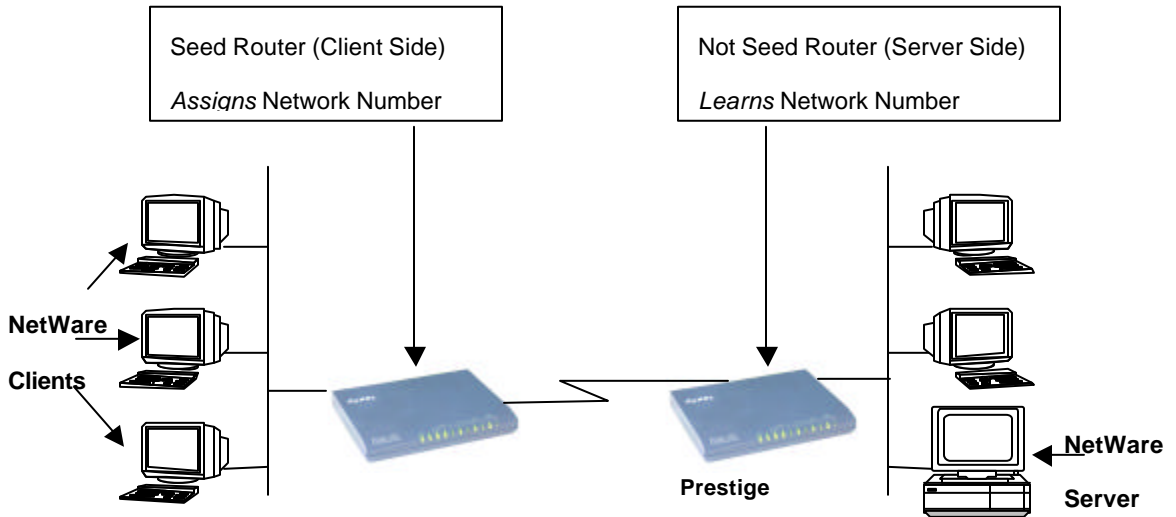 Seed Router (Client Side)
Assigns Network Number
Not Seed Router (Server Side)
Learns Network Number
NetWare
Clients
Prestige
NetWare
Server